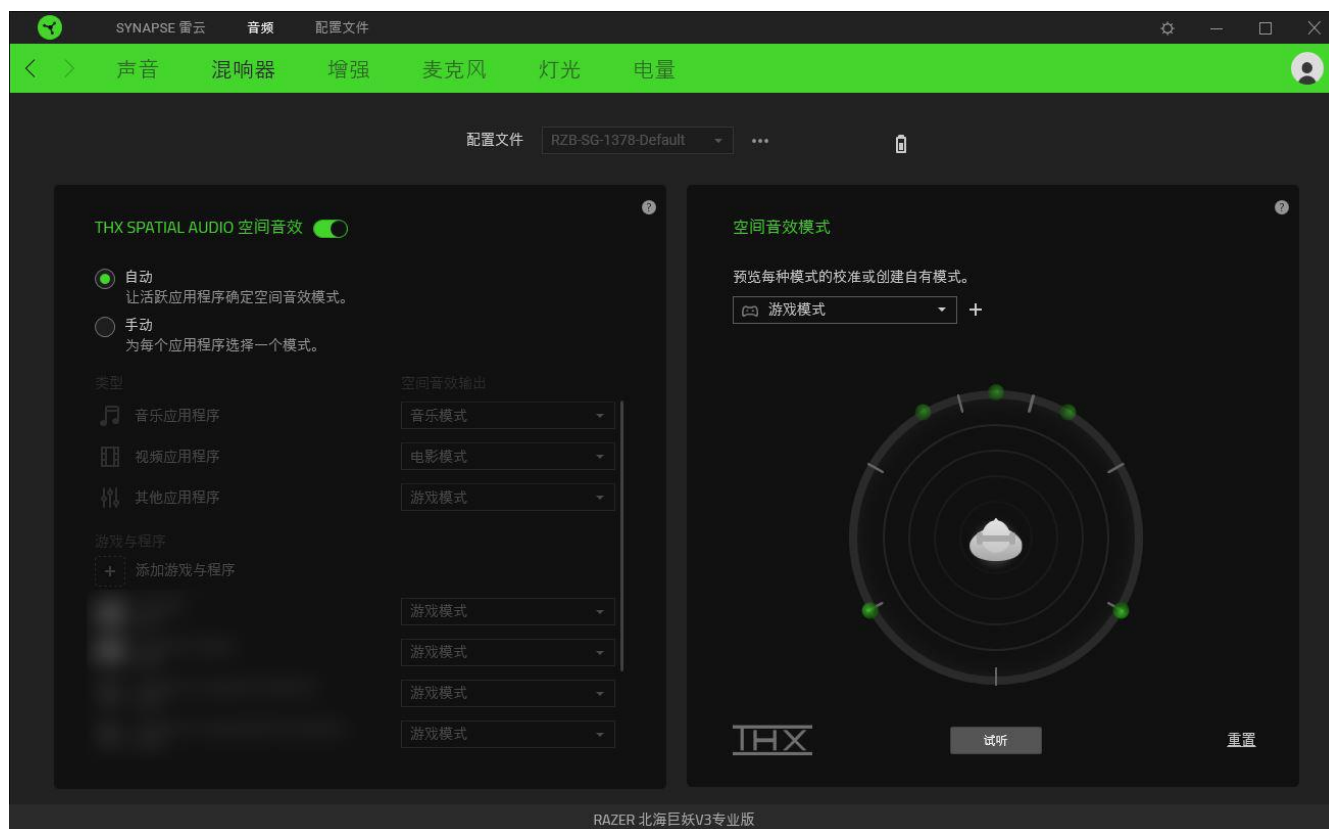 SYNAPSE 雷云 音频 配置文件
声音 混响器 增强 麦克风 灯光 电量
配置文件 RZB-SG-1378-Default
THX SPATIAL AUDIO 空间音效
自动
让活跃应用程序确定空间音效模式。
手动
为每个应用程序选择一个模式。
类型 空间音效输出
音乐应用程序 音乐模式
视频应用程序 电影模式
其他应用程序 游戏模式
游戏与程序
添加游戏与程序
游戏模式
游戏模式
游戏模式
游戏模式
空间音效模式
预览每种模式的校准或创建自有模式。
游戏模式
THX 试听 重置
RAZER 北海巨妖V3专业版